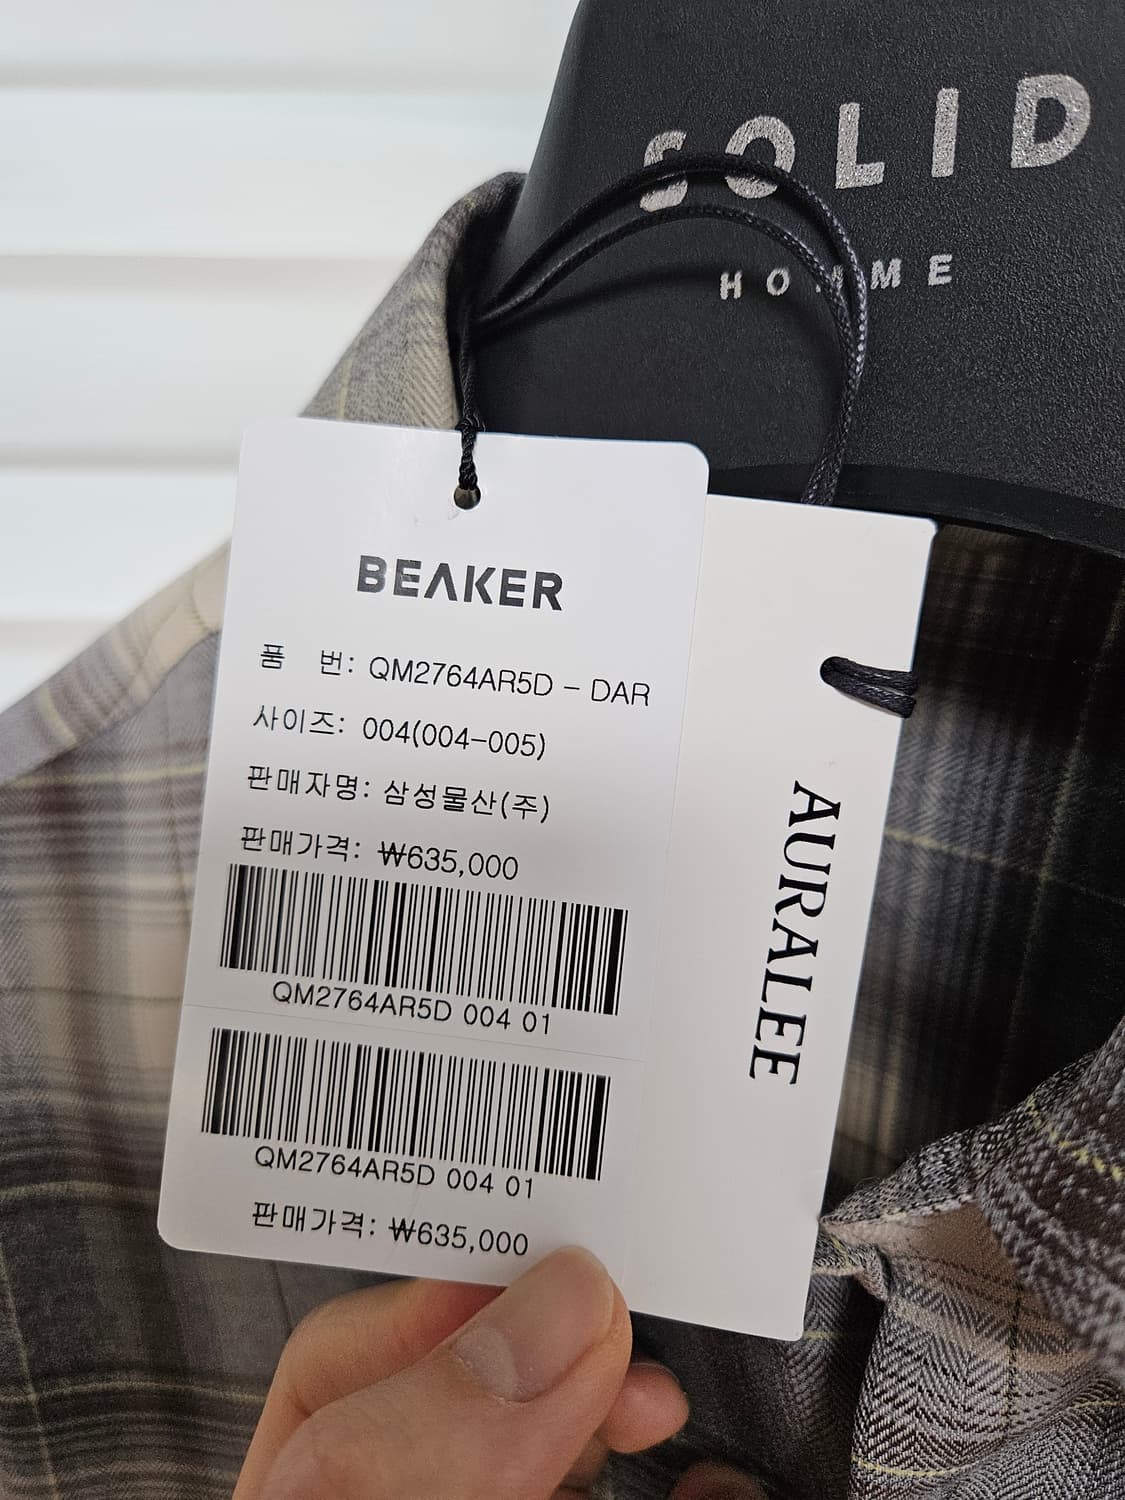 SOLID
HOMME
BEAKER
품 번: QM2764AR5D - DAR
사이즈: 004(004-005)
판매자명: 삼성물산(주)
판매가격: ₩635,000
QM2764AR5D 004 01
QM2764AR5D 004 01
판매가격: ₩635,000
AURALEE